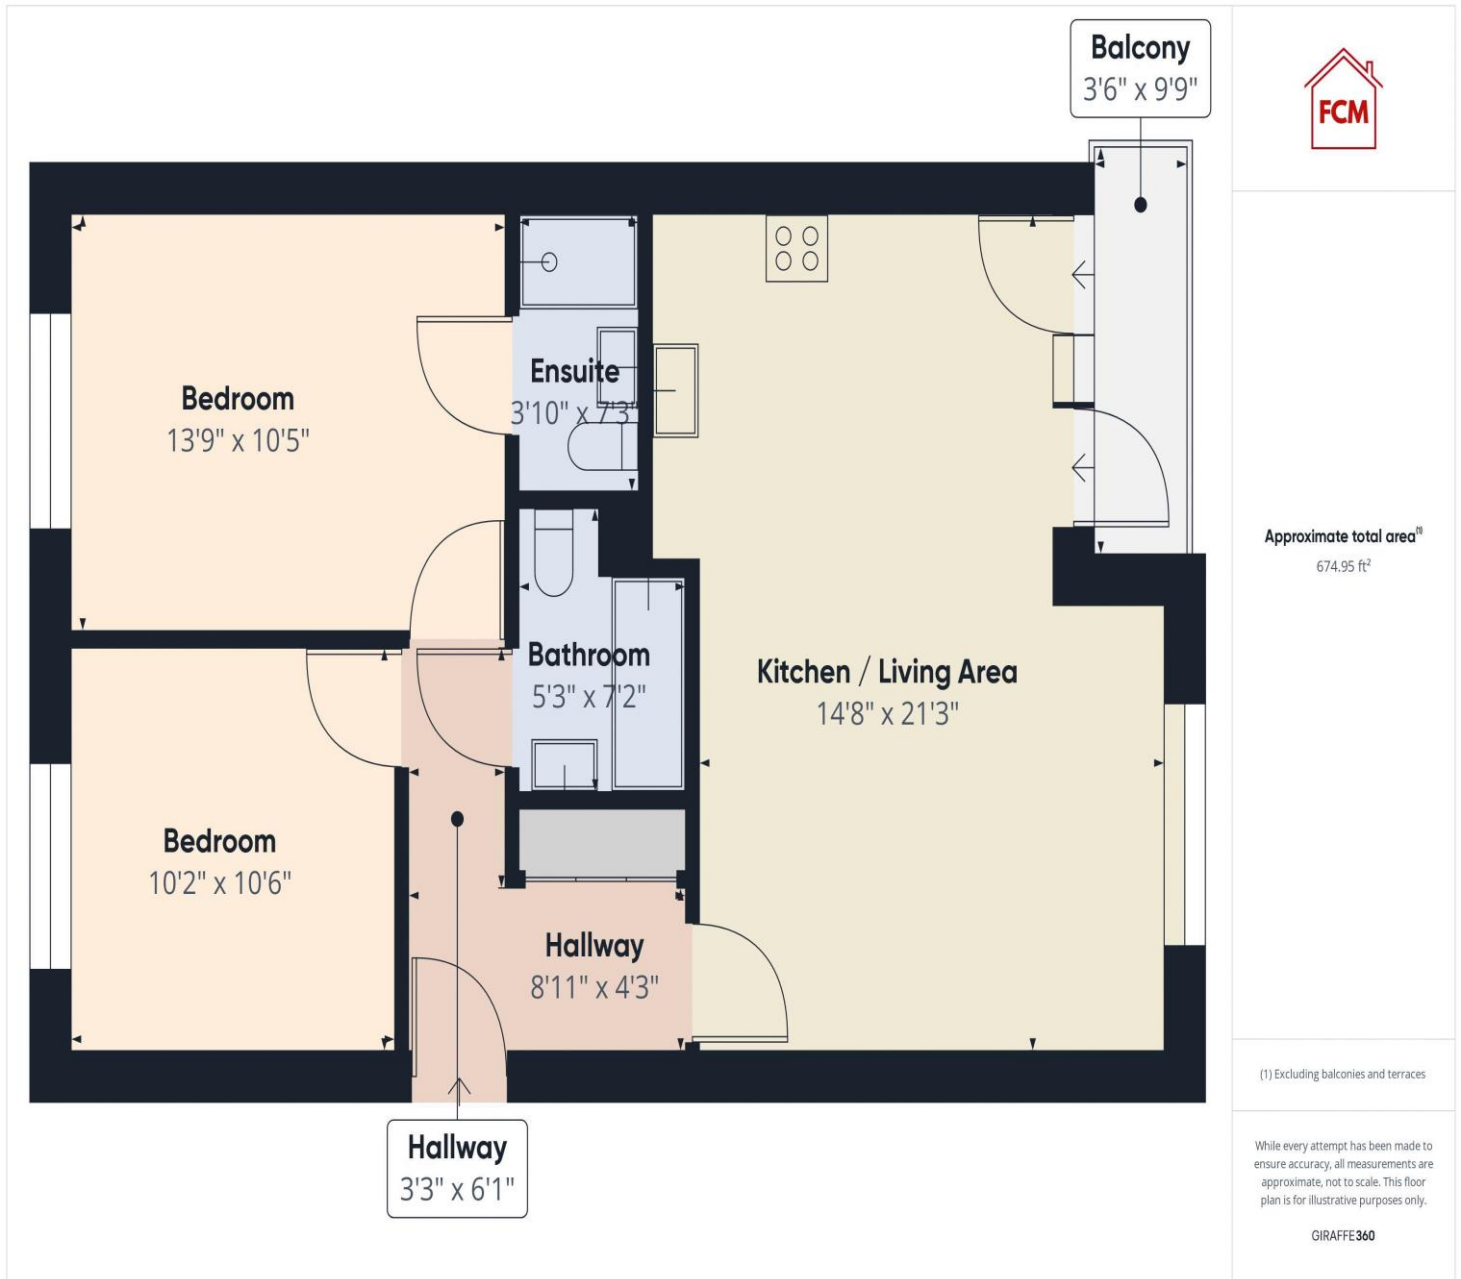 Balcony
3'6" x 9'9"
FCM
Bedroom
13'9" x 10'5"
Ensuite
3'10" x 7'3"
Approximate total area⁽¹⁾
674.95 ft²
Bathroom
5'3" x 7'2"
Kitchen / Living Area
14'8" x 21'3"
Bedroom
10'2" x 10'6"
Hallway
8'11" x 4'3"
Hallway
3'3" x 6'1"
(1) Excluding balconies and terraces
While every attempt has been made to
ensure accuracy, all measurements are
approximate, not to scale. This floor
plan is for illustrative purposes only.
GIRAFFE360